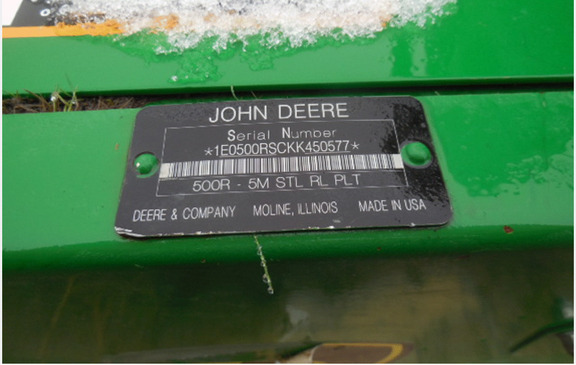 JOHN DEERE
Serial Number
*1E0500RSCKK450577*
500R - 5M STL RL PLT
DEERE & COMPANY MOLINE, ILLINOIS MADE IN USA